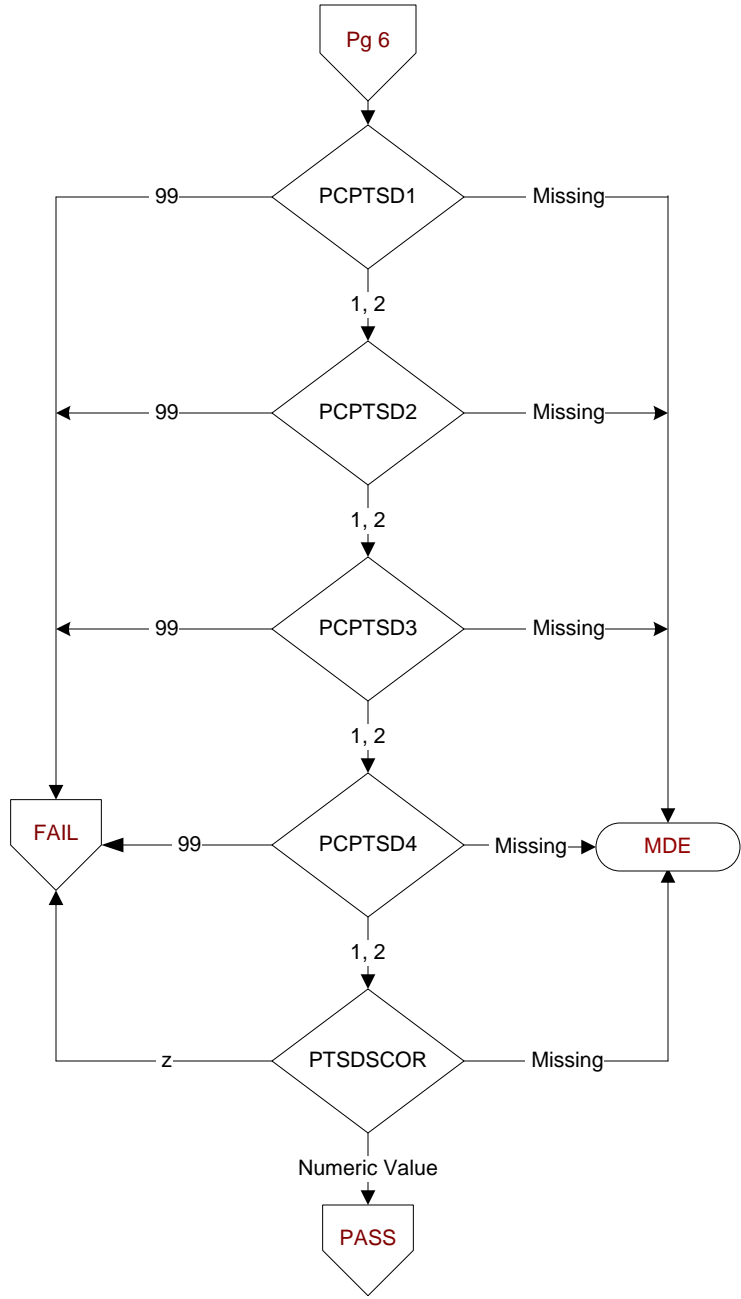 Pg 6
99
PCPTSD1
Missing
1, 2
99
PCPTSD2
Missing
1, 2
99
PCPTSD3
Missing
1, 2
FAIL
99
PCPTSD4
Missing
MDE
1, 2
z
PTSDSCOR
Missing
Numeric Value
PASS